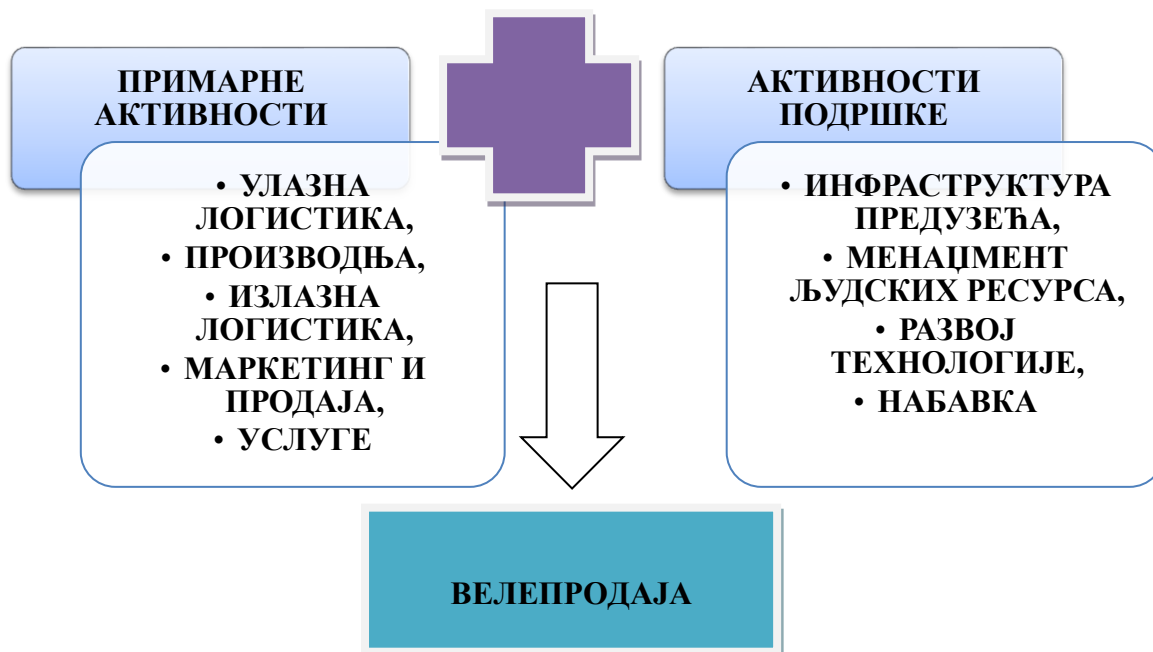 ПРИМАРНЕ
АКТИВНОСТИ
• УЛАЗНА
ЛОГИСТИКА,
• ПРОИЗВОДЊА,
• ИЗЛАЗНА
ЛОГИСТИКА,
• МАРКЕТИНГ И
ПРОДАЈА,
• УСЛУГЕ
АКТИВНОСТИ
ПОДРШКЕ
• ИНФРАСТРУКТУРА
ПРЕДУЗЕЋА,
• МЕНАЏМЕНТ
ЉУДСКИХ РЕСУРСА,
• РАЗВОЈ
ТЕХНОЛОГИЈЕ,
• НАБАВКА
ВЕЛЕПРОДАЈА